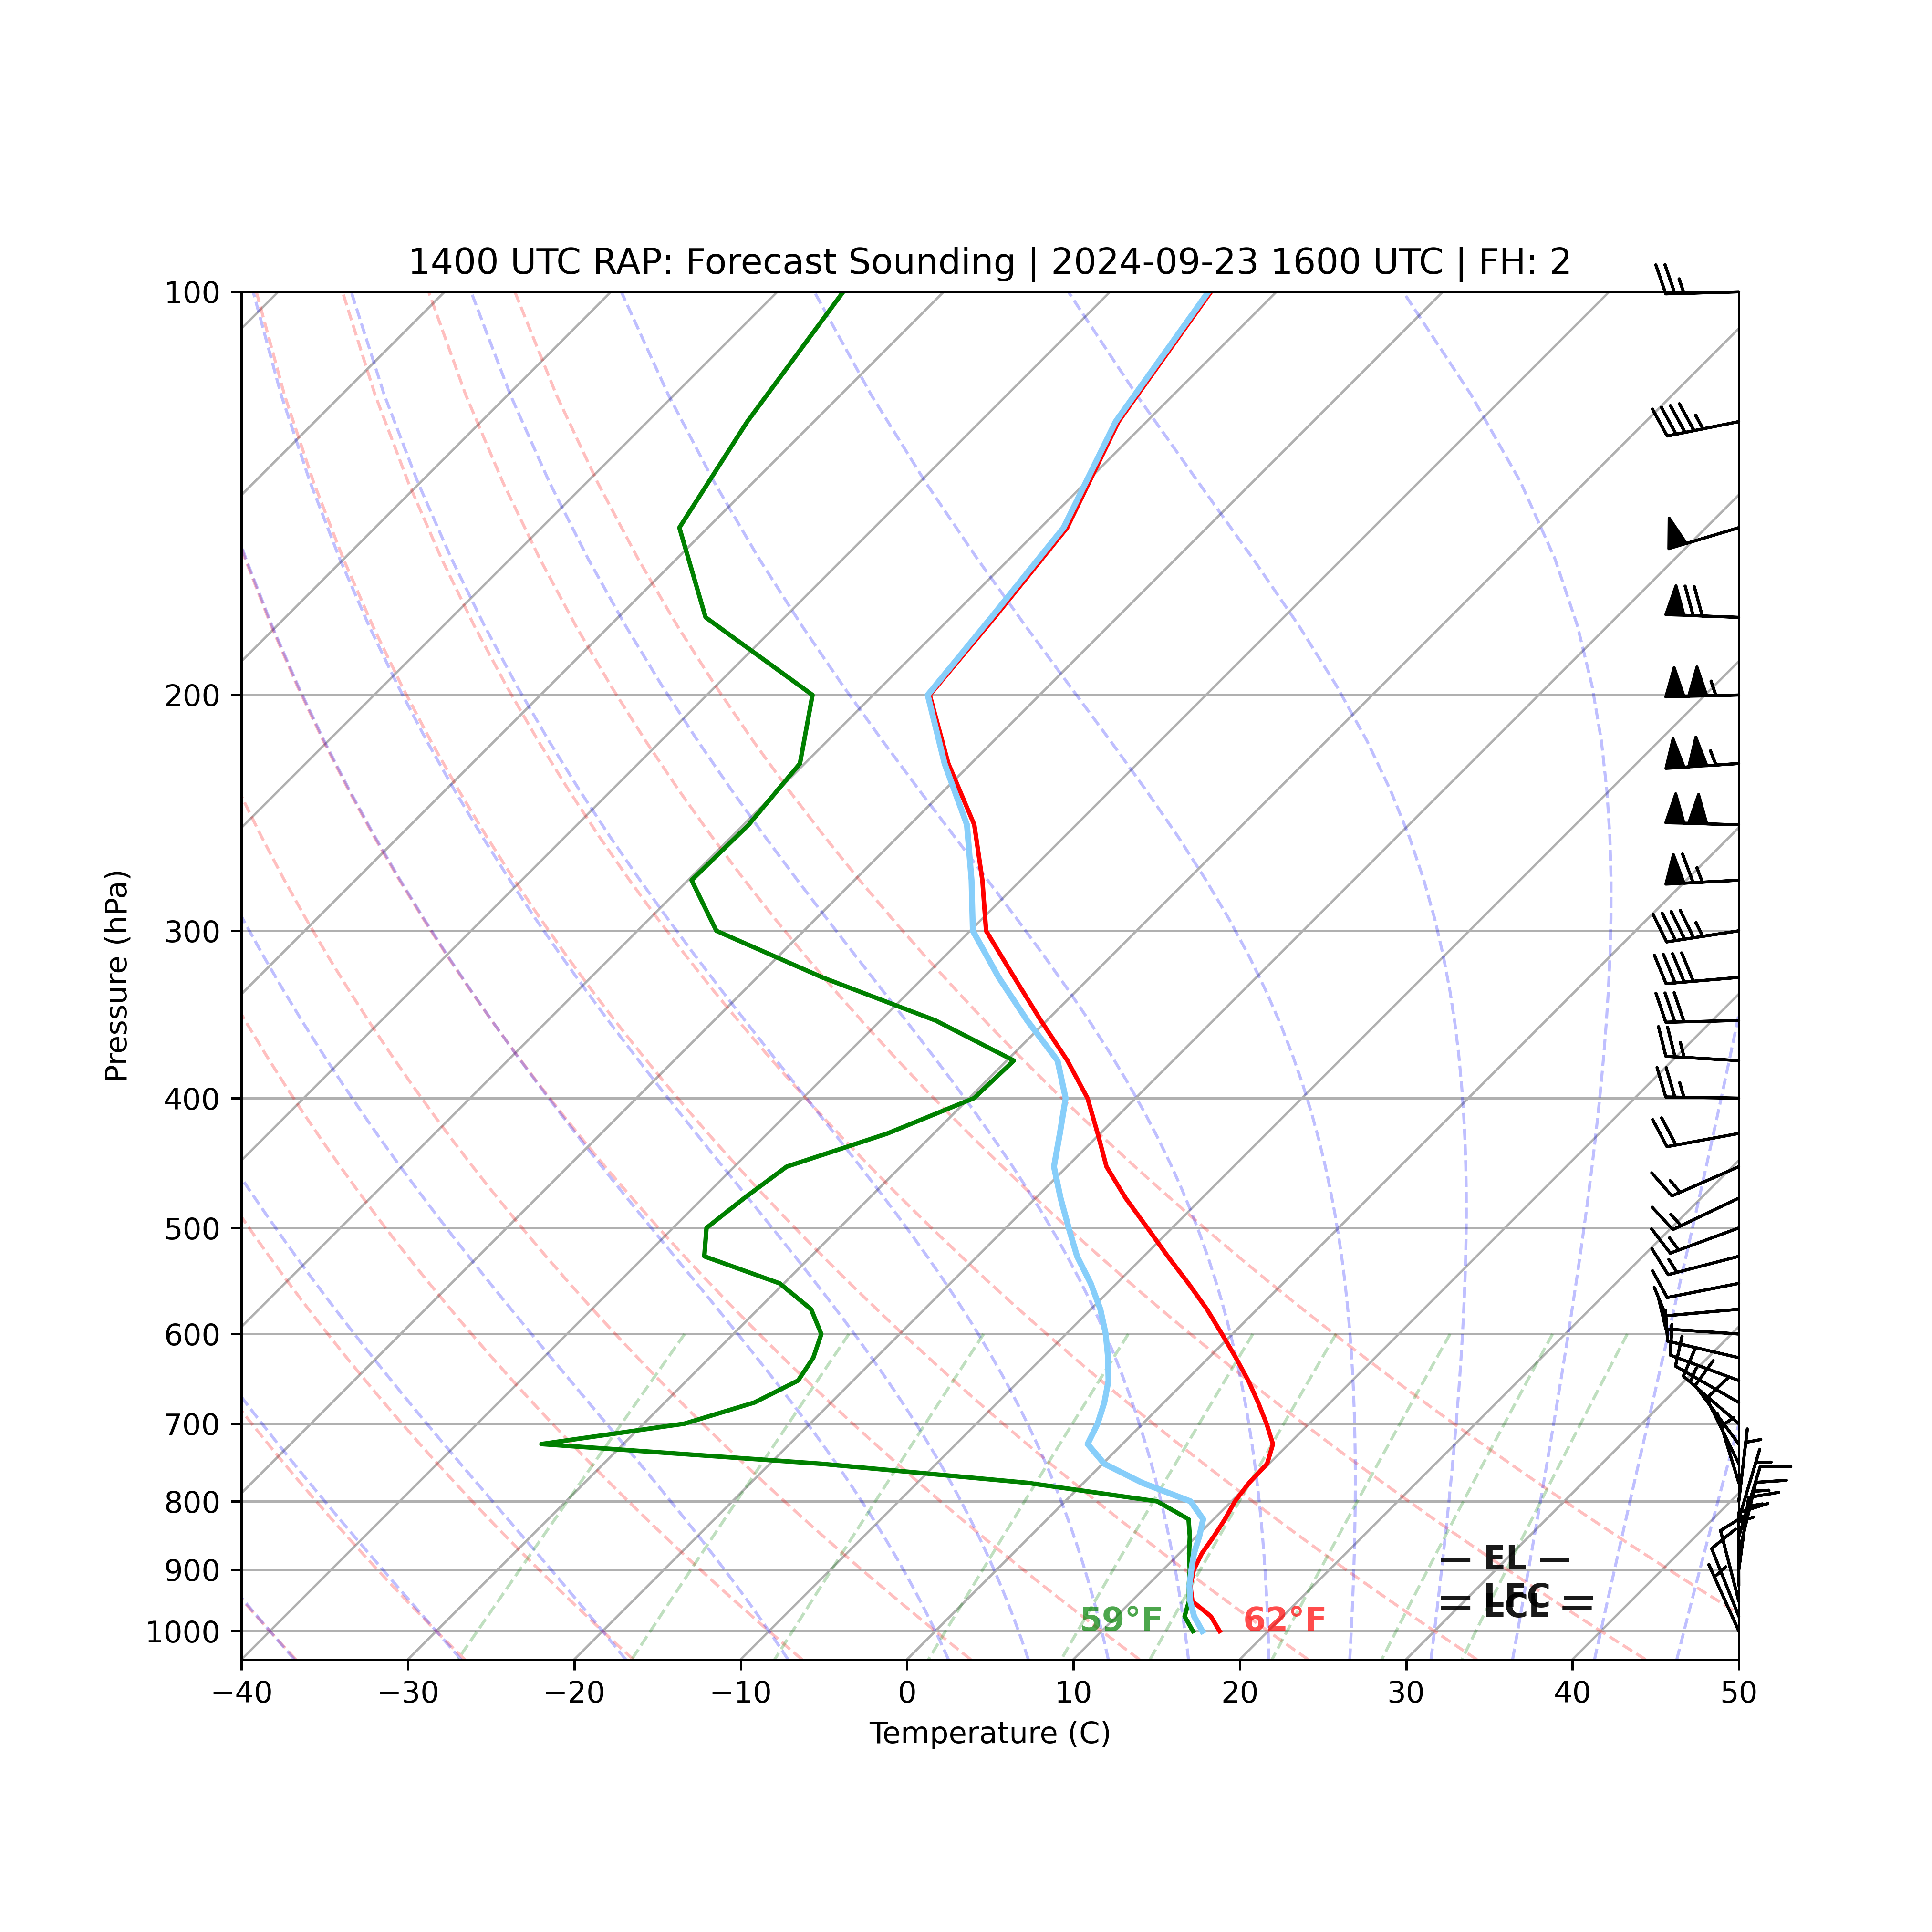 1400 UTC RAP: Forecast Sounding | 2024-09-23 1600 UTC | FH: 2
100
200
300
400
500
600
700
800
900
1000
Pressure (hPa)
— EL —
— LFC —
— LCL —
59°F
62°F
−40 −30 −20 −10 0 10 20 30 40 50
Temperature (C)